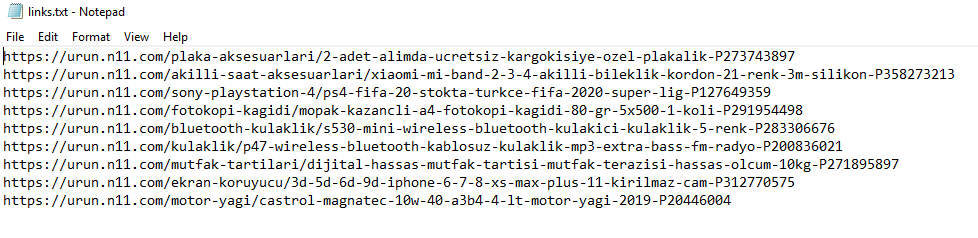 links.txt - Notepad
File Edit Format View Help
https://urun.n11.com/plaka-aksesuarlari/2-adet-alimda-ucretsiz-kargokisiye-ozel-plakalik-P273743897
https://urun.n11.com/akilli-saat-aksesuarlari/xiaomi-mi-band-2-3-4-akilli-bileklik-kordon-21-renk-3m-silikon-P358273213
https://urun.n11.com/sony-playstation-4/ps4-fifa-20-stokta-turkce-fifa-2020-super-lig-P127649359
https://urun.n11.com/fotokopi-kagidi/mopak-kazancli-a4-fotokopi-kagidi-80-gr-5x500-1-koli-P291954498
https://urun.n11.com/bluetooth-kulaklik/s530-mini-wireless-bluetooth-kulakici-kulaklik-5-renk-P283306676
https://urun.n11.com/kulaklik/p47-wireless-bluetooth-kablosuz-kulaklik-mp3-extra-bass-fm-radyo-P200836021
https://urun.n11.com/mutfak-tartilari/dijital-hassas-mutfak-tartisi-mutfak-terazisi-hassas-olcum-10kg-P271895897
https://urun.n11.com/ekran-koruyucu/3d-5d-6d-9d-iphone-6-7-8-xs-max-plus-11-kirilmaz-cam-P312770575
https://urun.n11.com/motor-yagi/castrol-magnatec-10w-40-a3b4-4-lt-motor-yagi-2019-P20446004